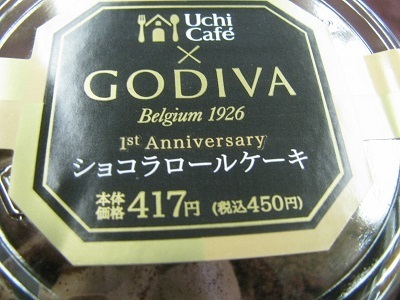 Uchi
Café
×
GODIVA
Belgium 1926
1st Anniversary
ショコラロールケーキ
本体価格 417円 (税込450円)